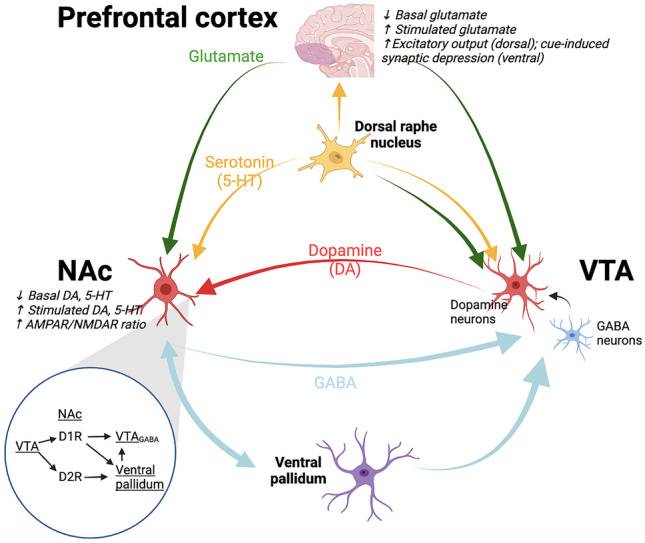 Prefrontal cortex
↓ Basal glutamate
↑ Stimulated glutamate
↑ Excitatory output (dorsal); cue-induced
synaptic depression (ventral)
Glutamate
Dorsal raphe
nucleus
Serotonin
(5-HT)
NAc
↓ Basal DA, 5-HT
↑ Stimulated DA, 5-HT
↑ AMPAR/NMDAR ratio
Dopamine
(DA)
VTA
Dopamine
neurons
GABA
neurons
GABA
NAc
VTA
D1R
VTAGABA
D2R
Ventral
pallidum
Ventral
pallidum